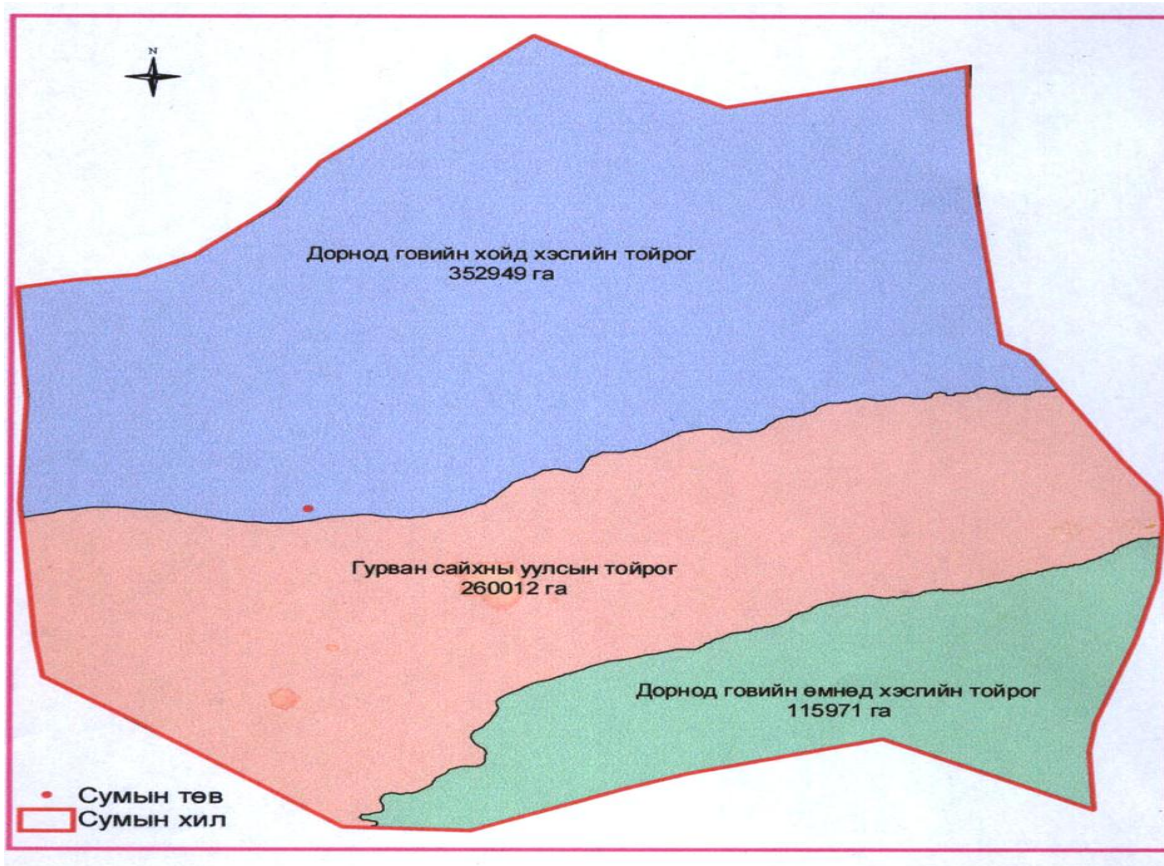 N
Дорнод говийн хойд хэсгийн тойрог
352949 га
Гурван сайхны уулсын тойрог
260012 га
Дорнод говийн өмнөд хэсгийн тойрог
115971 га
Сумын төв
Сумын хил